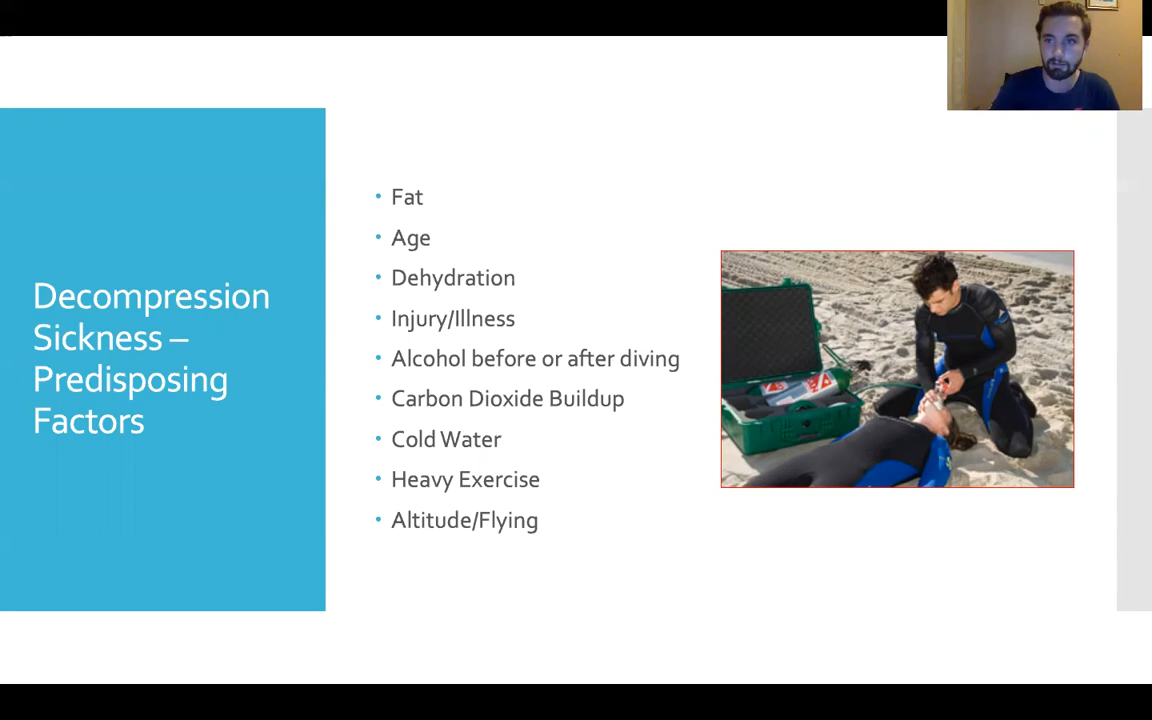 Decompression
Sickness –
Predisposing
Factors
• Fat
• Age
• Dehydration
• Injury/Illness
• Alcohol before or after diving
• Carbon Dioxide Buildup
• Cold Water
• Heavy Exercise
• Altitude/Flying